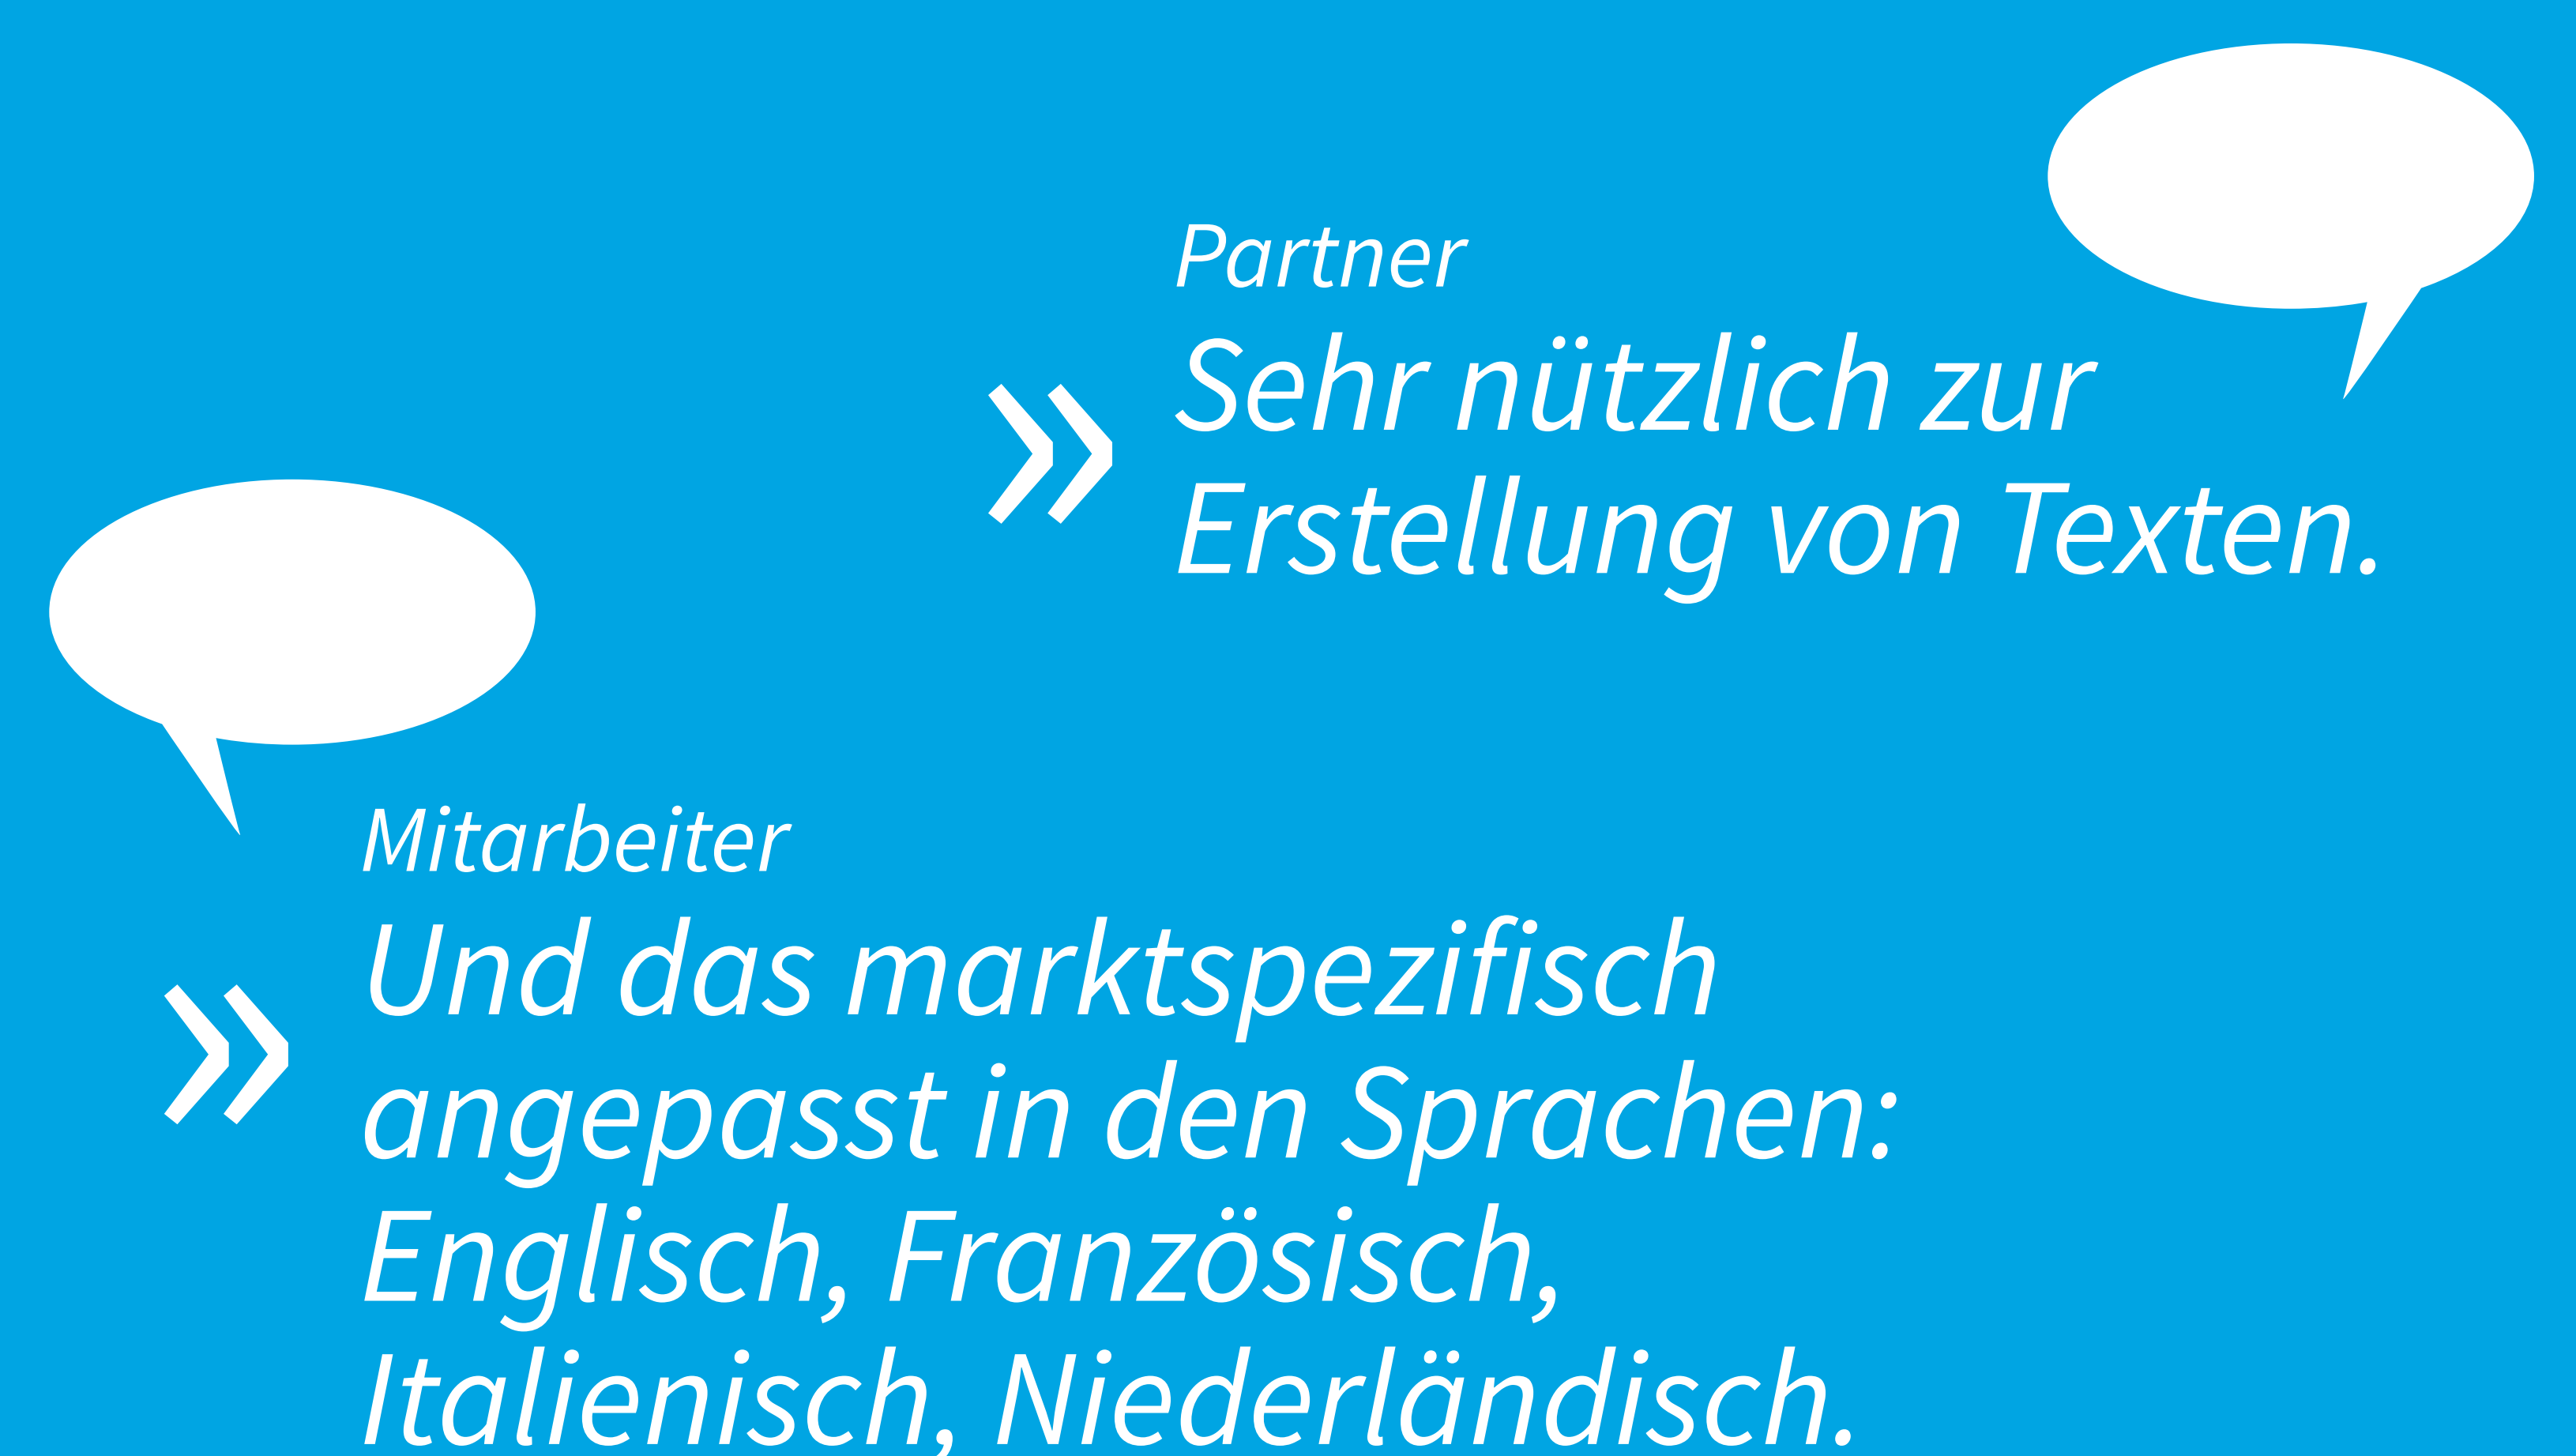 Partner
» Sehr nützlich zur
Erstellung von Texten.
Mitarbeiter
Und das marktspezifisch
» angepasst in den Sprachen:
Englisch, Französisch,
Italienisch, Niederländisch.